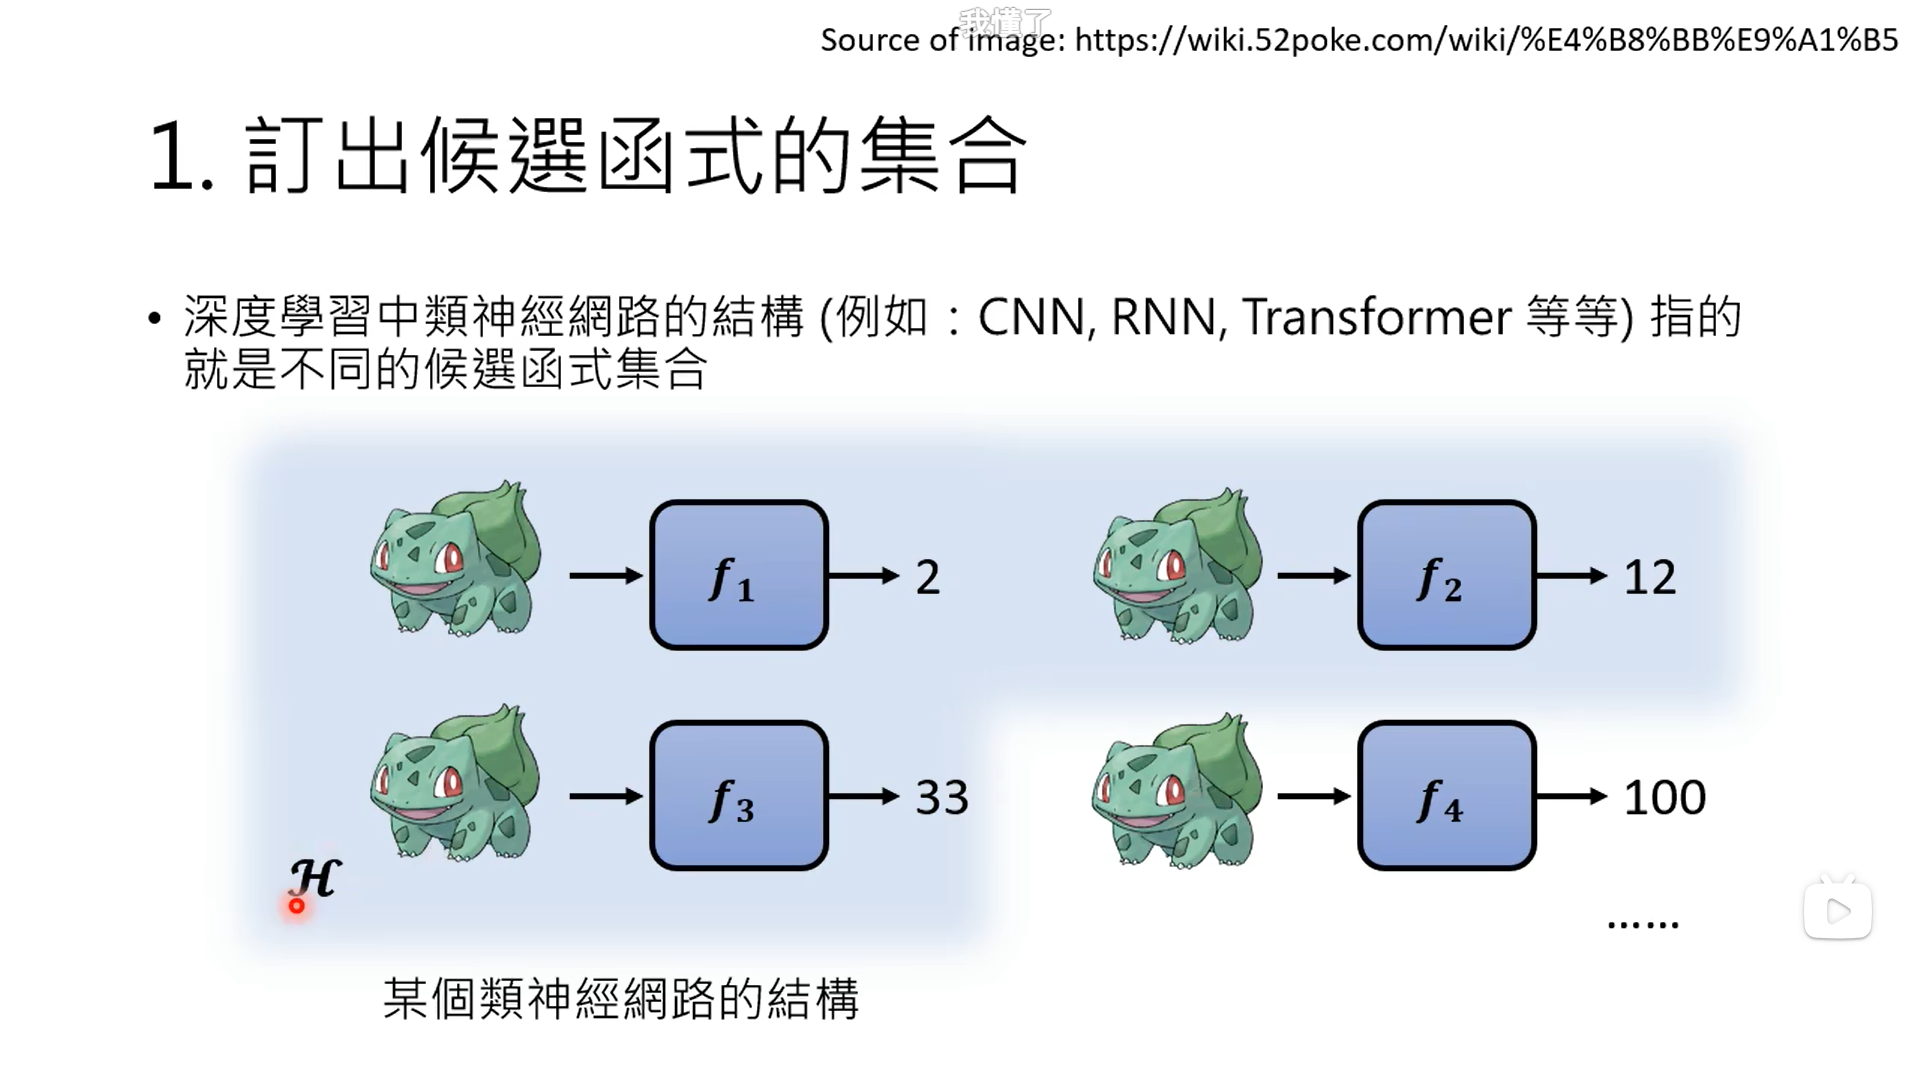 我懂了
Source of image: https://wiki.52poke.com/wiki/%E4%B8%BB%E9%A1%B5
1. 訂出候選函式的集合
• 深度學習中類神經網路的結構 (例如：CNN, RNN, Transformer 等等) 指的
就是不同的候選函式集合
f1 2
f2 12
f3 33
f4 100
ℋ
……
某個類神經網路的結構